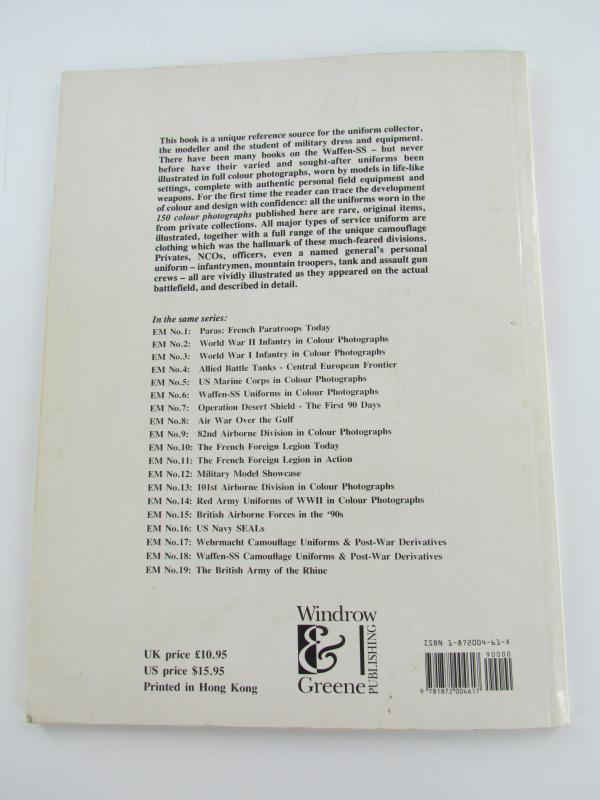 This book is a unique reference source for the uniform collector,
the modeller and the student of military dress and equipment.
There have been many books on the Waffen-SS – but never
before have their varied and sought-after uniforms been
illustrated in full colour photographs, worn by models in life-like
settings, complete with authentic personal field equipment and
weapons. For the first time the reader can trace the development
of colour and design with confidence: all the uniforms worn in the
150 colour photographs published here are rare, original items,
from private collections. All major types of service uniform are
illustrated, together with a full range of the unique camouflage
clothing which was the hallmark of these much-feared divisions.
Privates, NCOs, officers, even a named general's personal
uniform – infantrymen, mountain troopers, tank and assault gun
crews – all are vividly illustrated as they appeared on the actual
battlefield, and described in detail.
In the same series:
EM No.1: Paras: French Paratroops Today
EM No.2: World War II Infantry in Colour Photographs
EM No.3: World War I Infantry in Colour Photographs
EM No.4: Allied Battle Tanks - Central European Frontier
EM No.5: US Marine Corps in Colour Photographs
EM No.6: Waffen-SS Uniforms in Colour Photographs
EM No.7: Operation Desert Shield - The First 90 Days
EM No.8: Air War Over the Gulf
EM No.9: 82nd Airborne Division in Colour Photographs
EM No.10: The French Foreign Legion Today
EM No.11: The French Foreign Legion in Action
EM No.12: Military Model Showcase
EM No.13: 101st Airborne Division in Colour Photographs
EM No.14: Red Army Uniforms of WWII in Colour Photographs
EM No.15: British Airborne Forces in the '90s
EM No.16: US Navy SEALs
EM No.17: Wehrmacht Camouflage Uniforms & Post-War Derivatives
EM No.18: Waffen-SS Camouflage Uniforms & Post-War Derivatives
EM No.19: The British Army of the Rhine
UK price £10.95
US price $15.95
Printed in Hong Kong
Windrow
&
Greene
PUBLISHING
ISBN 1-872004-61-X
90000
9 781872 004617